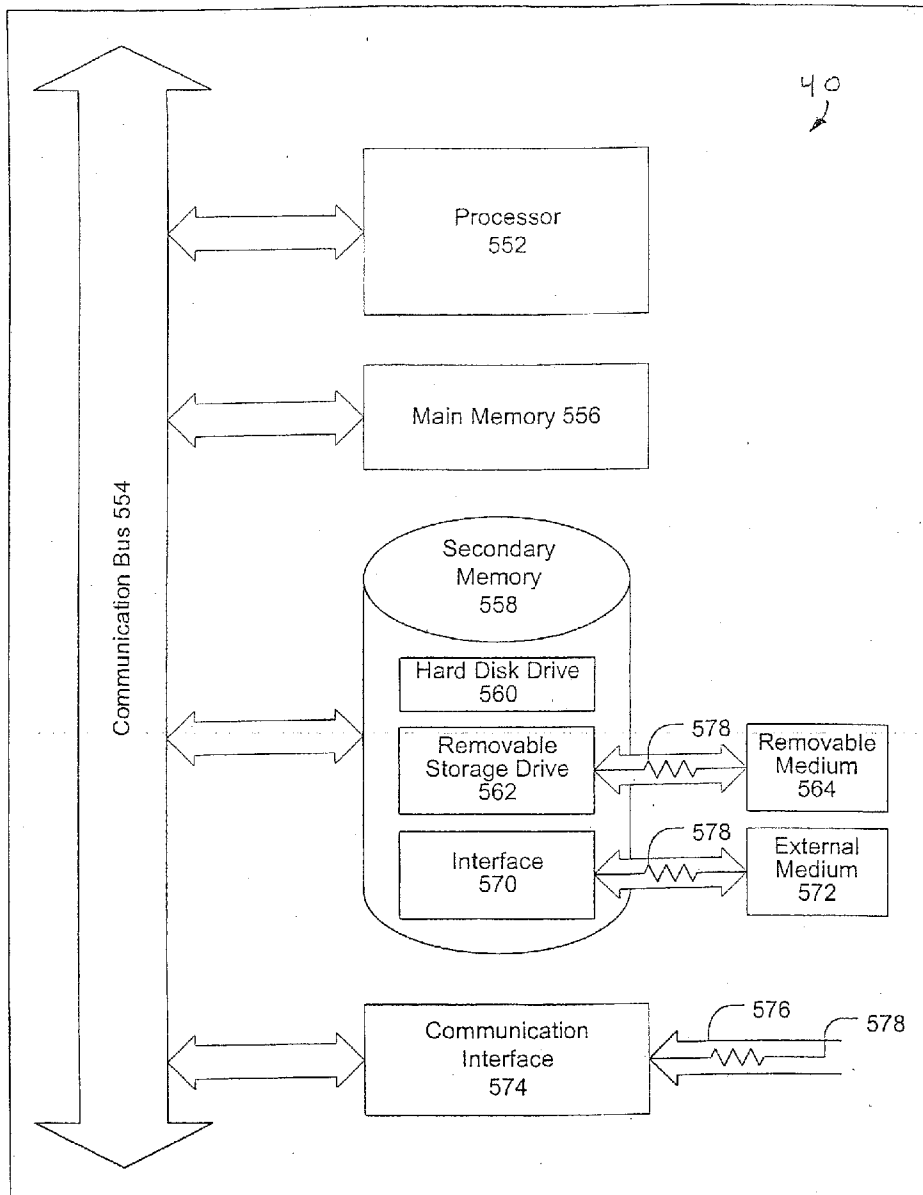 40
Processor
552
Main Memory 556
Communication Bus 554
Secondary
Memory
558
Hard Disk Drive
560
Removable
Storage Drive
562
578
Removable
Medium
564
Interface
570
578
External
Medium
572
Communication
Interface
574
576
578